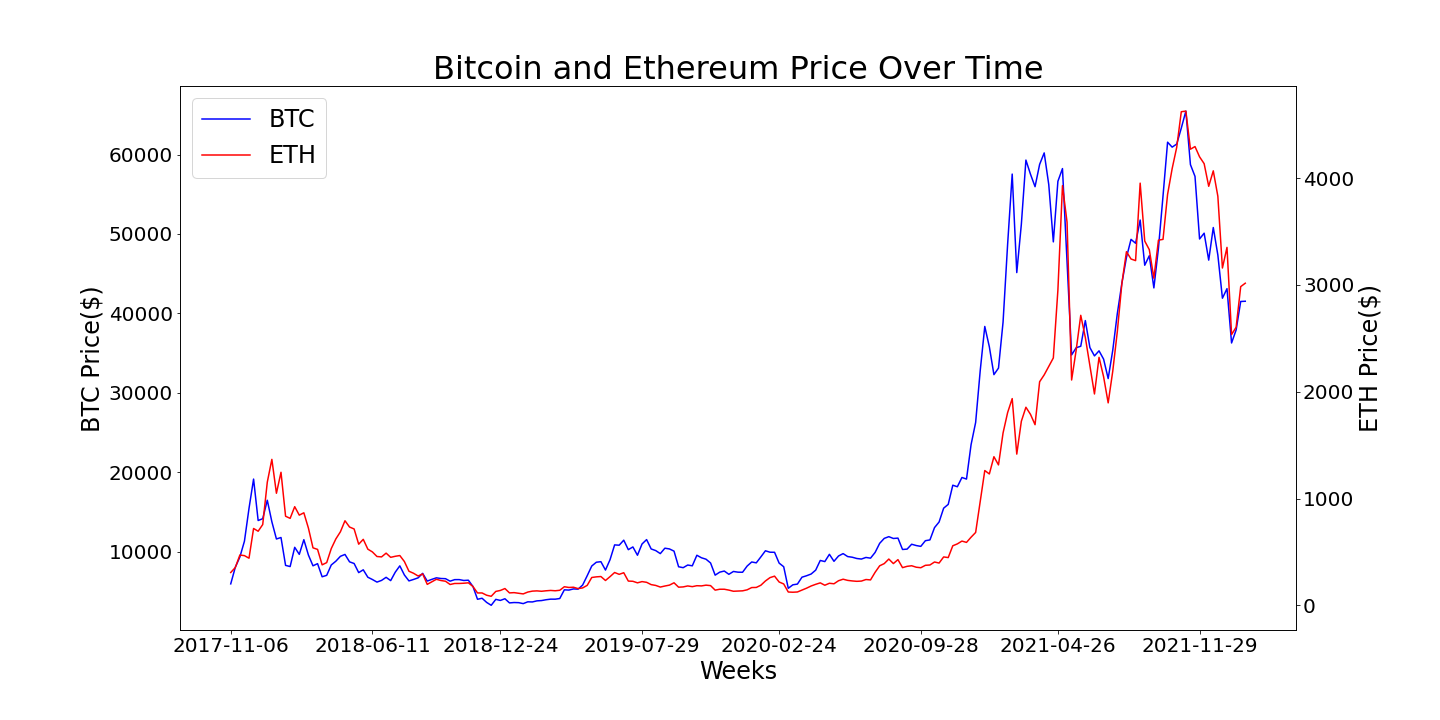 Bitcoin and Ethereum Price Over Time
BTC
ETH
60000
50000
40000
30000
20000
10000
BTC Price($)
4000
3000
2000
1000
0
ETH Price($)
2017-11-06 2018-06-11 2018-12-24 2019-07-29 2020-02-24 2020-09-28 2021-04-26 2021-11-29
Weeks